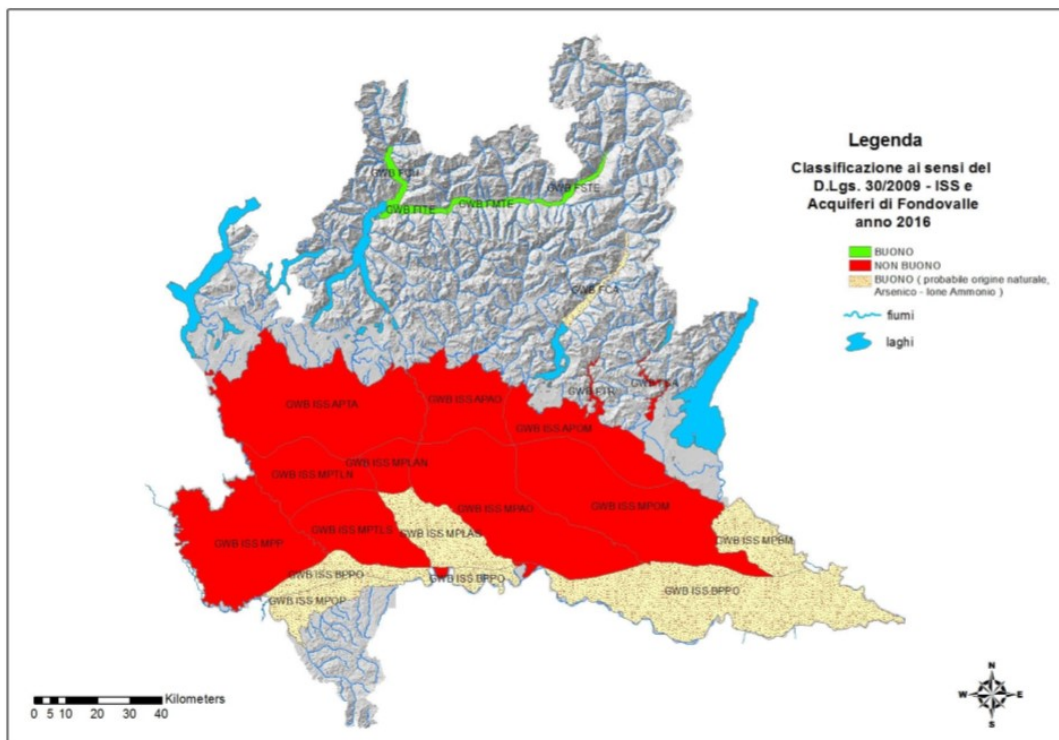 Legenda
Classificazione ai sensi del
D.Lgs. 30/2009 - ISS e
Acquiferi di Fondovalle
anno 2016
BUONO
NON BUONO
BUONO ( probabile origine naturale,
Arsenico - Ione Ammonio )
fiumi
laghi
GWB FSTE
GWB FMTE
GWB FITE
GWB FCA
GWB FTR
GWB ISS APTA
GWB ISS APAO
GWB ISS APOM
GWB ISS MPLAN
GWB ISS MPTLN
GWB ISS MPAO
GWB ISS MPOM
GWB ISS MPTLS
GWB ISS MPLAS
GWB ISS MPP
GWB ISS MPBM
GWB ISS BPPO
GWB ISS BPPO
GWB ISS BPPO
GWB ISS MPOP
Kilometers
0 5 10 20 30 40
N
W E
S